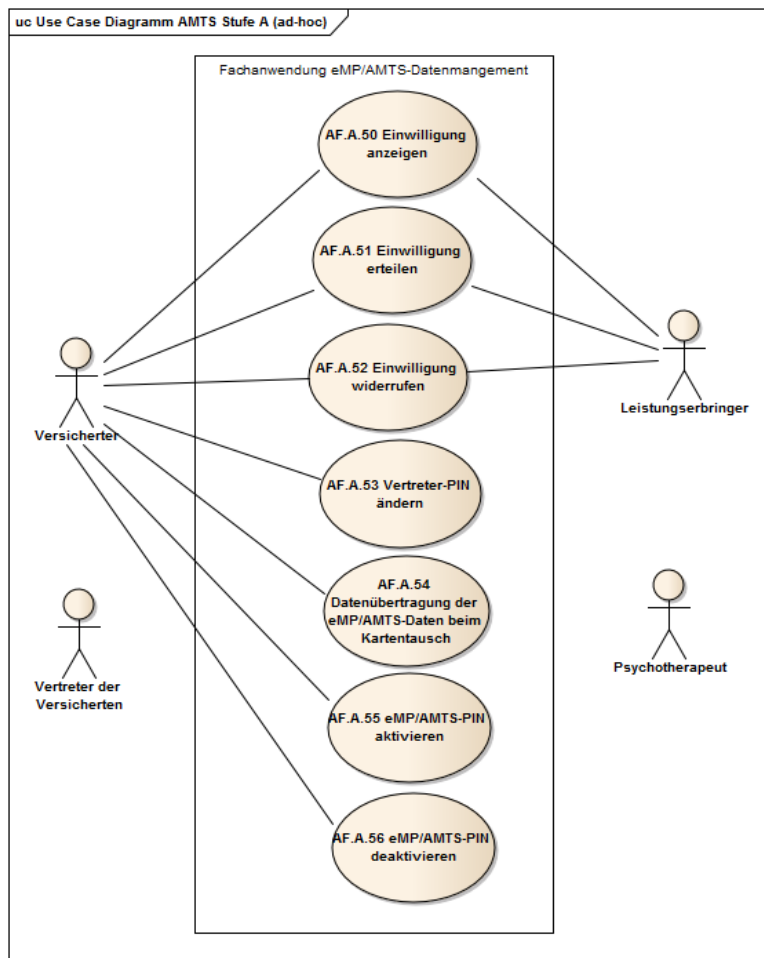 uc Use Case Diagramm AMTS Stufe A (ad-hoc)
Fachanwendung eMP/AMTS-Datenmangement
AF.A.50 Einwilligung
anzeigen
AF.A.51 Einwilligung
erteilen
AF.A.52 Einwilligung
widerrufen
Versicherter
Leistungserbringer
AF.A.53 Vertreter-PIN
ändern
AF.A.54
Datenübertragung der
eMP/AMTS-Daten beim
Kartentausch
Vertreter der
Versicherten
Psychotherapeut
AF.A.55 eMP/AMTS-PIN
aktivieren
AF.A.56 eMP/AMTS-PIN
deaktivieren